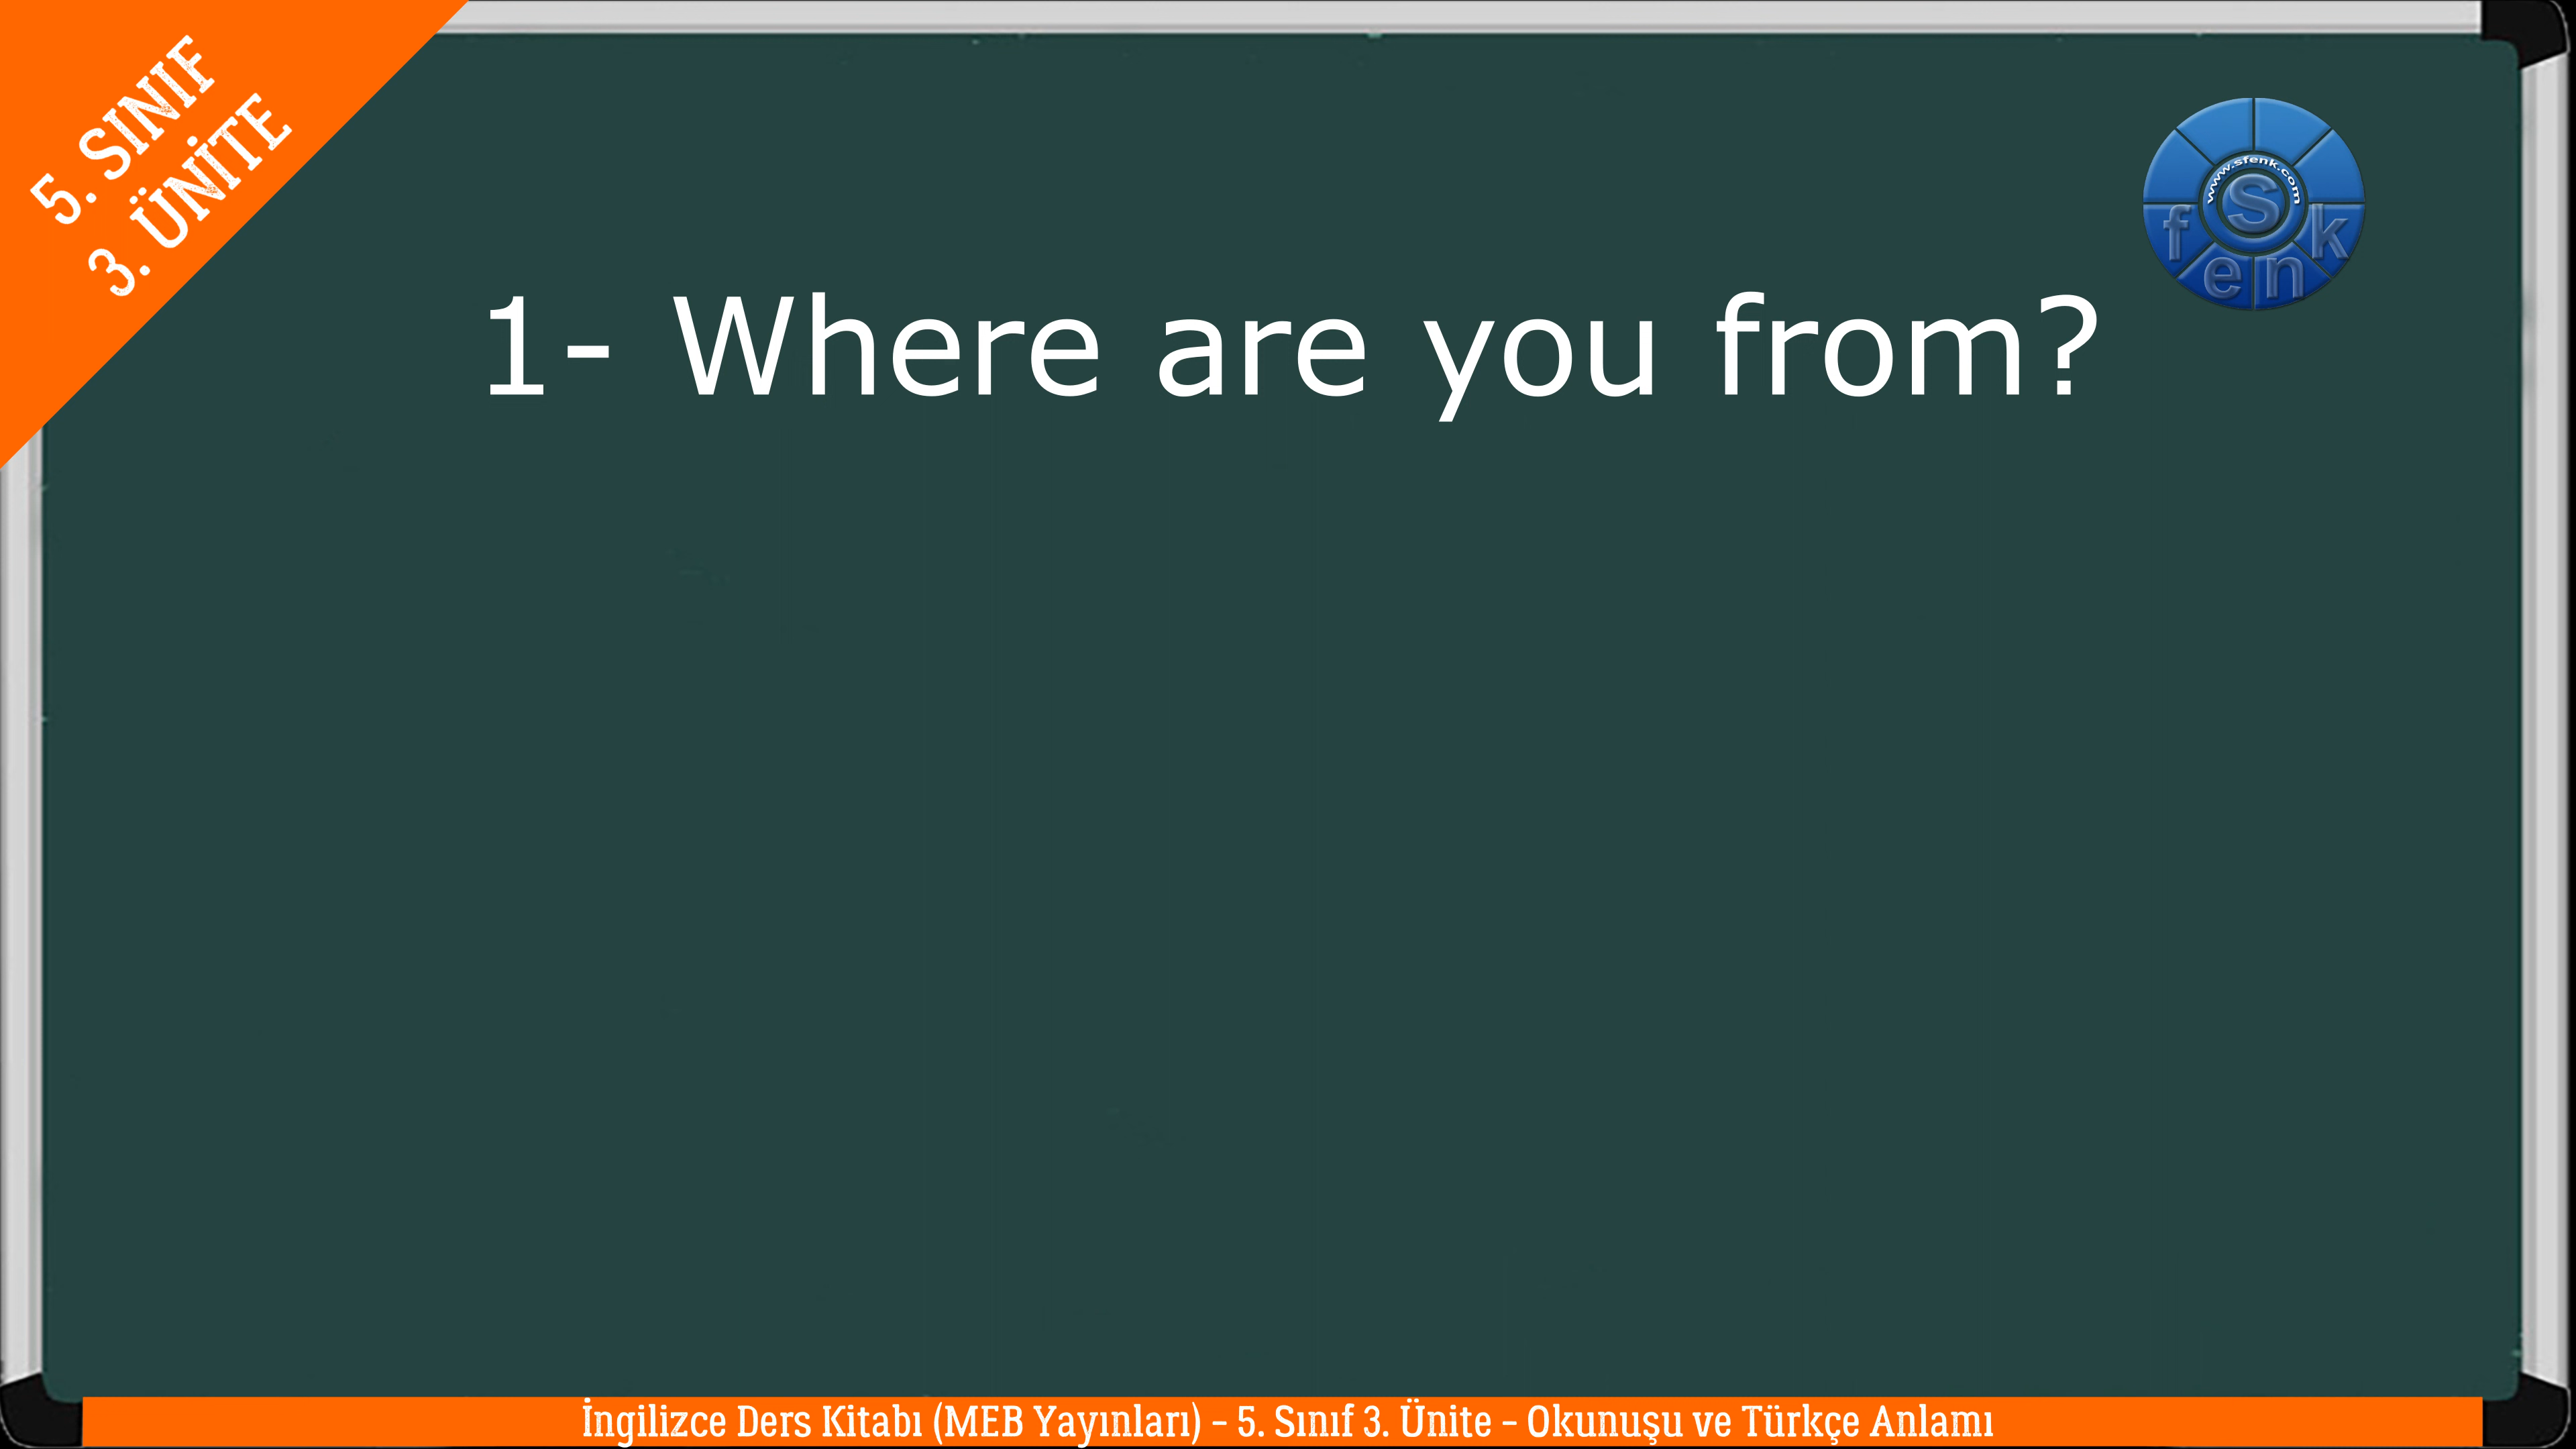 5. SINIF
3. ÜNİTE
www.sfenk.com
S
f e n k
1- Where are you from?
İngilizce Ders Kitabı (MEB Yayınları) – 5. Sınıf 3. Ünite – Okunuşu ve Türkçe Anlamı